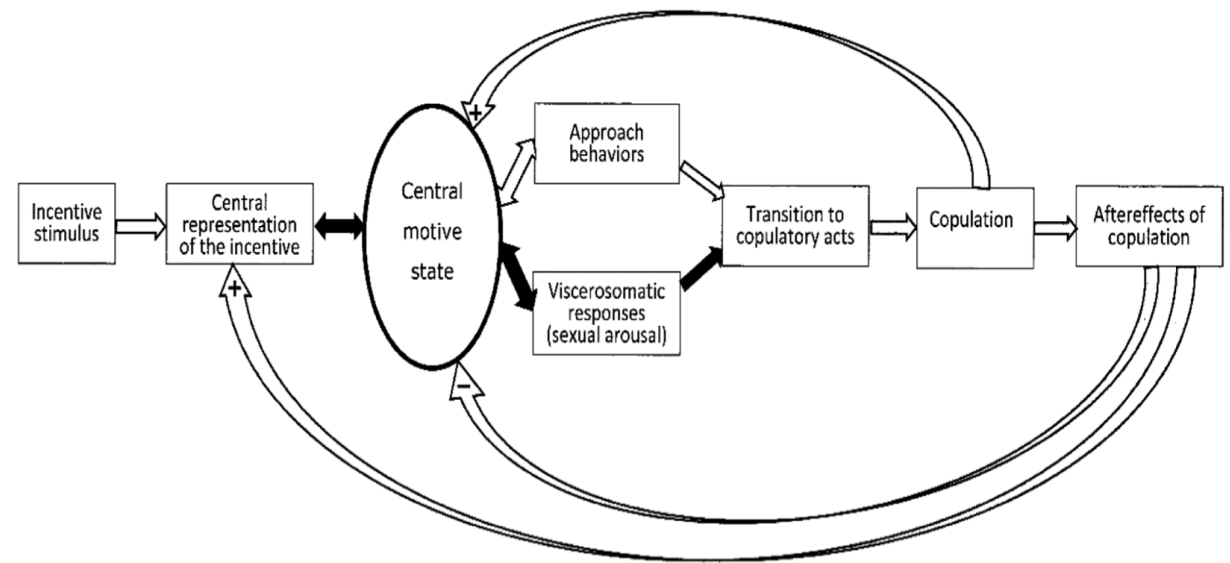 Incentive
stimulus
Central
representation
of the incentive
Central
motive
state
Approach
behaviors
Viscerosomatic
responses
(sexual arousal)
Transition to
copulatory acts
Copulation
Aftereffects of
copulation
+
+
−